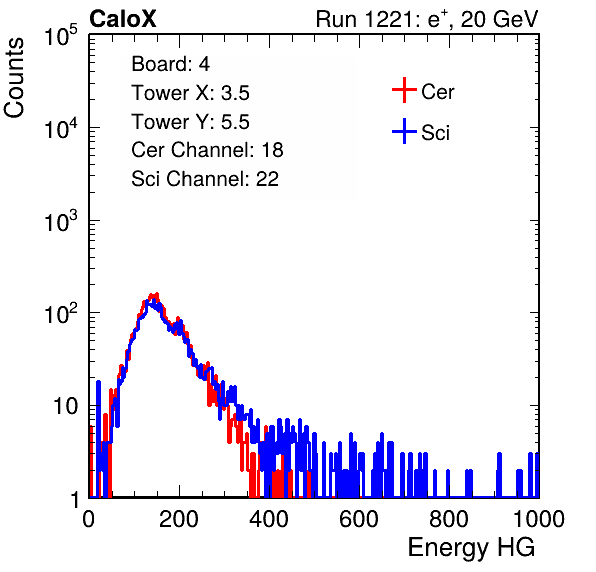 CaloX Run 1221: e⁺, 20 GeV
Counts
Board: 4
Tower X: 3.5
Tower Y: 5.5
Cer Channel: 18
Sci Channel: 22
Cer
Sci
10⁵
10⁴
10³
10²
10
1
0 200 400 600 800 1000
Energy HG